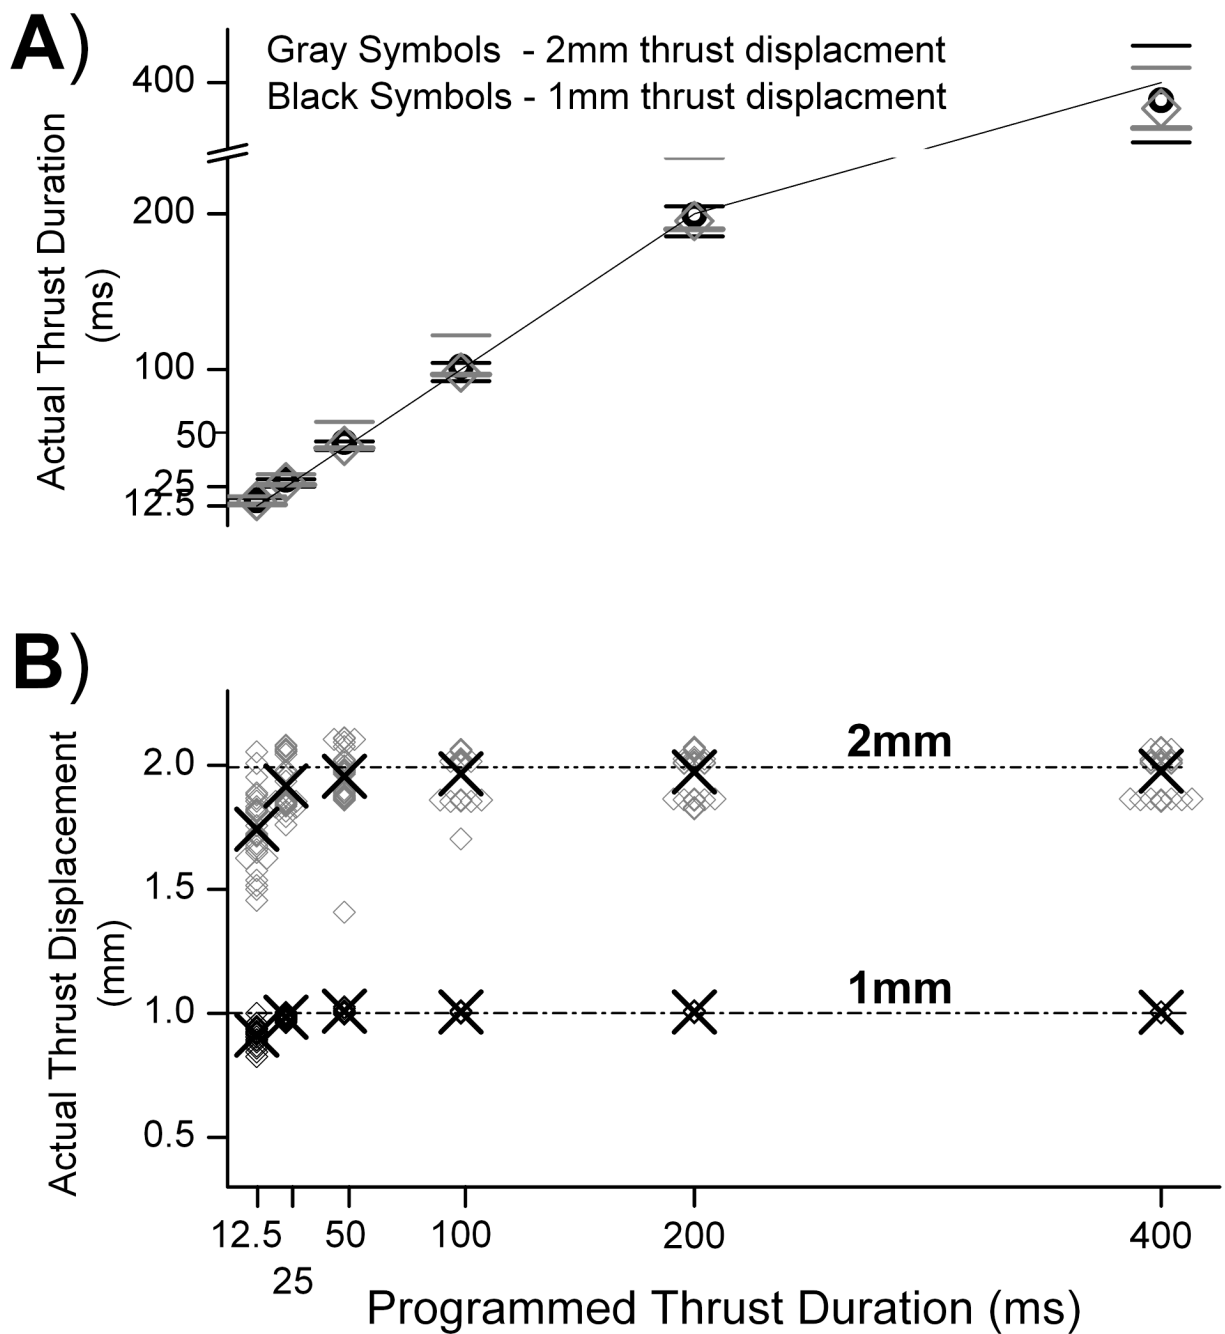 A)
Gray Symbols - 2mm thrust displacment
Black Symbols - 1mm thrust displacment
Actual Thrust Duration
(ms)
400
200
100
50
25
12.5
B)
Actual Thrust Displacement
(mm)
2.0
1.5
1.0
0.5
2mm
1mm
12.5 50 100 200 400
25
Programmed Thrust Duration (ms)